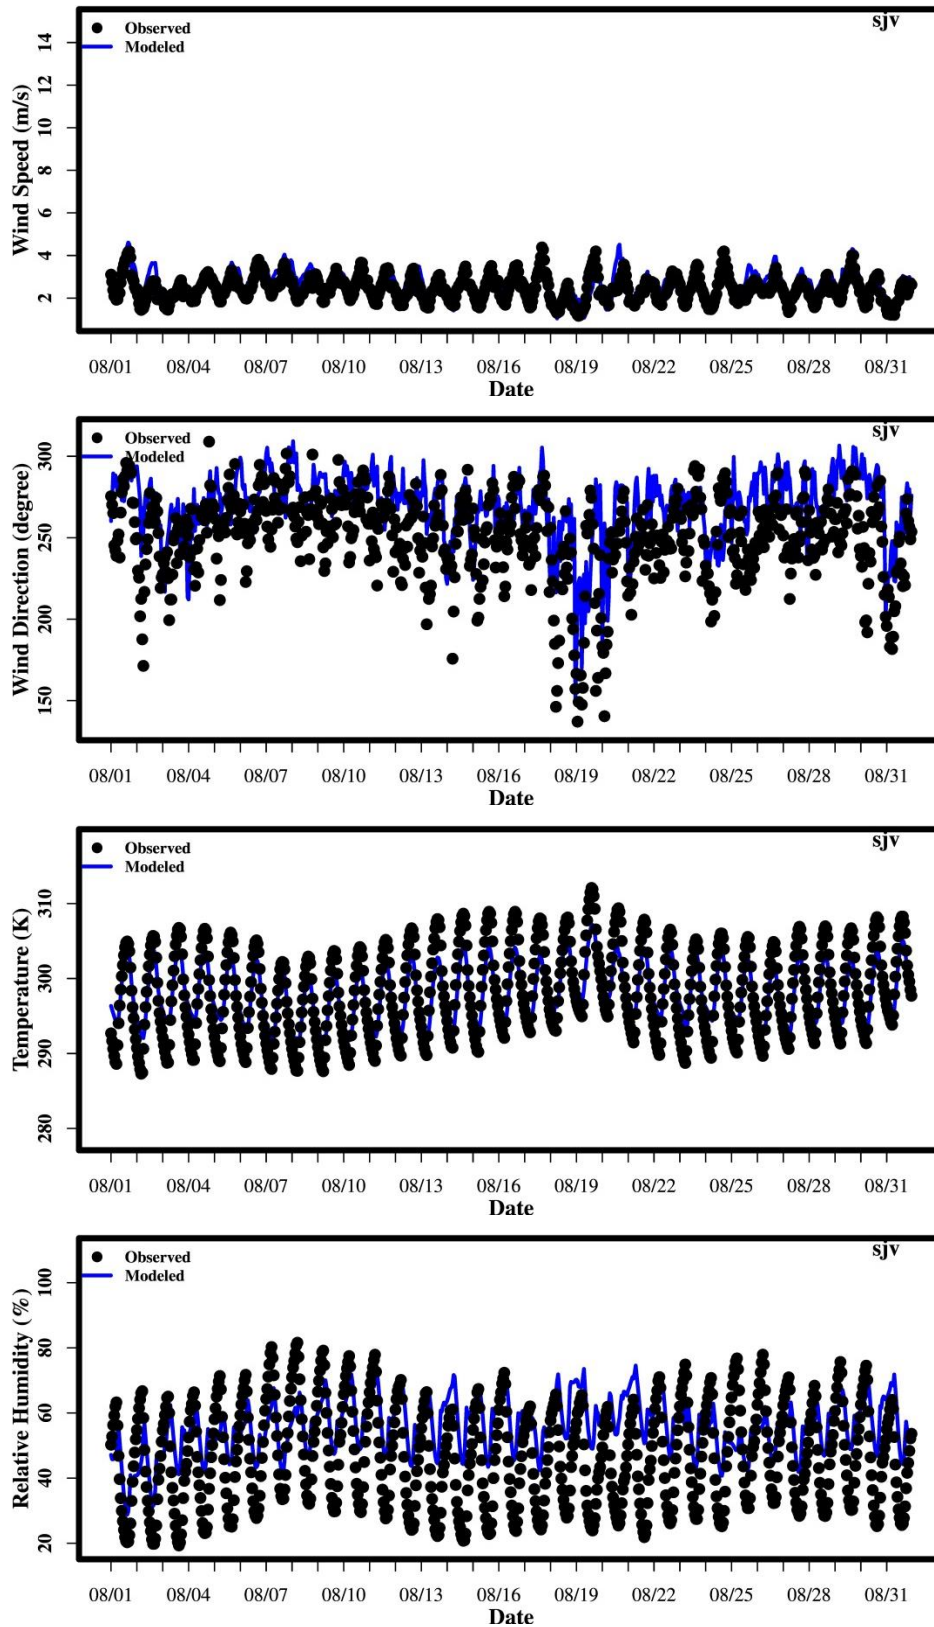 sjv
Observed
Modeled
Wind Speed (m/s)
14
12
10
8
6
4
2
08/01 08/04 08/07 08/10 08/13 08/16 08/19 08/22 08/25 08/28 08/31
Date
sjv
Observed
Modeled
Wind Direction (degree)
300
250
200
150
08/01 08/04 08/07 08/10 08/13 08/16 08/19 08/22 08/25 08/28 08/31
Date
sjv
Observed
Modeled
Temperature (K)
310
300
290
280
08/01 08/04 08/07 08/10 08/13 08/16 08/19 08/22 08/25 08/28 08/31
Date
sjv
Observed
Modeled
Relative Humidity (%)
100
80
60
40
20
08/01 08/04 08/07 08/10 08/13 08/16 08/19 08/22 08/25 08/28 08/31
Date